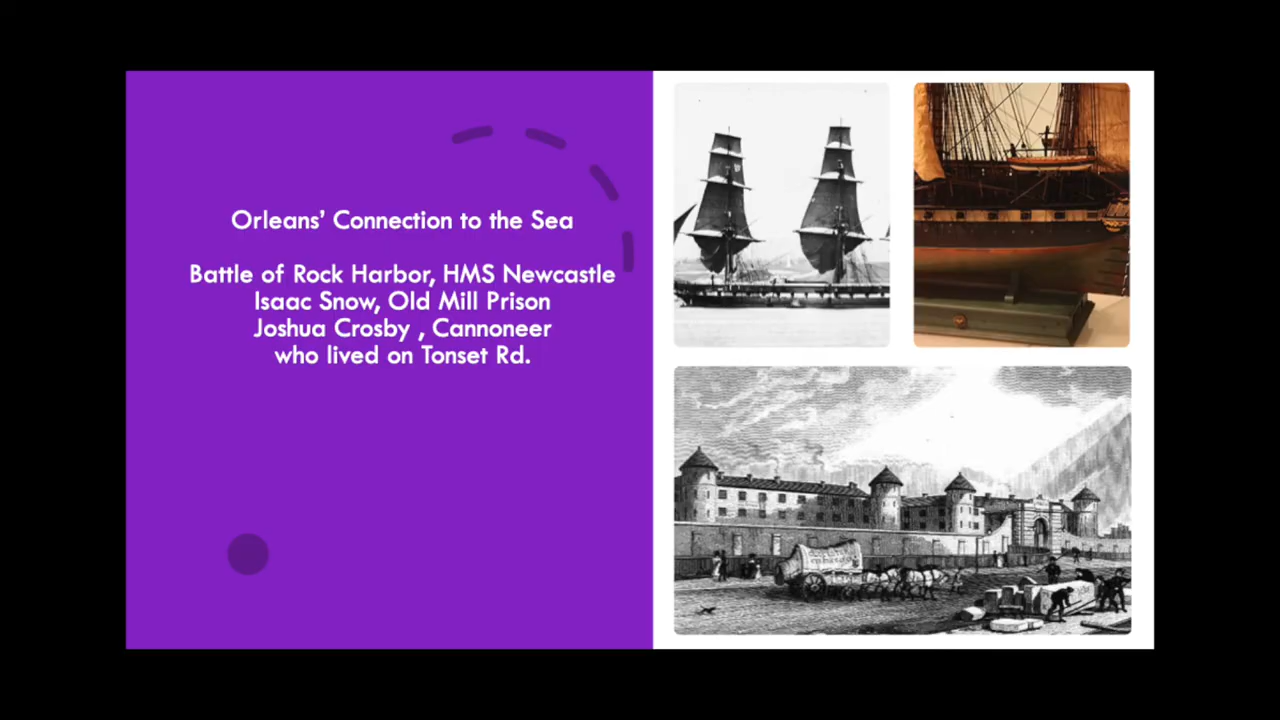 Orleans’ Connection to the Sea
Battle of Rock Harbor, HMS Newcastle
Isaac Snow, Old Mill Prison
Joshua Crosby , Cannoneer
who lived on Tonset Rd.